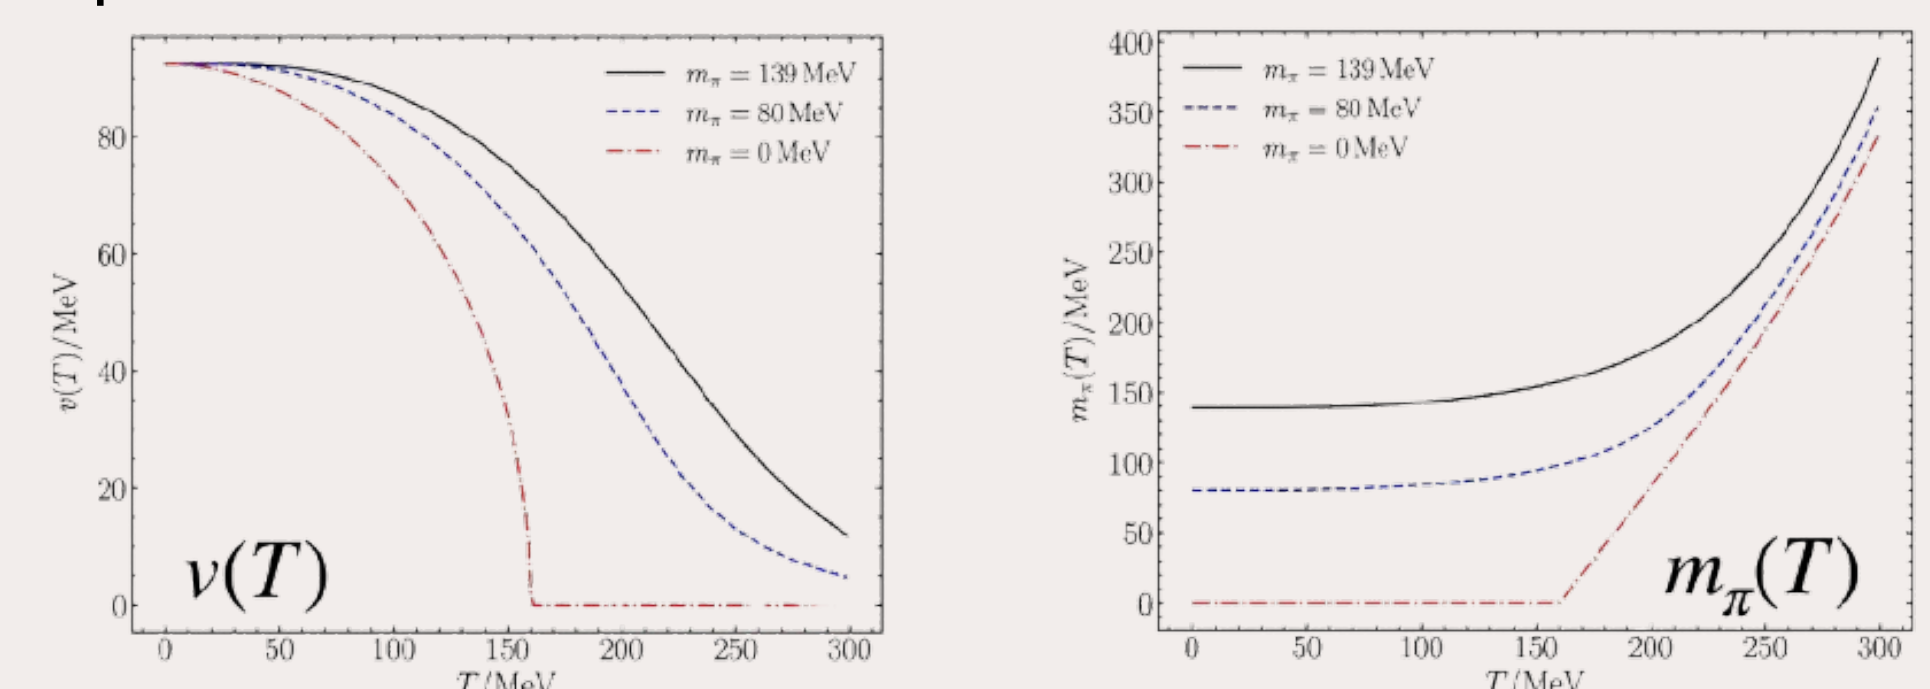 m_π = 139 MeV
m_π = 80 MeV
m_π = 0 MeV
80
60
40
20
0
v(T)/MeV
v(T)
0 50 100 150 200 250 300
T/MeV
400
350
300
250
200
150
100
50
0
m_π = 139 MeV
m_π = 80 MeV
m_π = 0 MeV
m_π(T)/MeV
m_π(T)
0 50 100 150 200 250 300
T/MeV